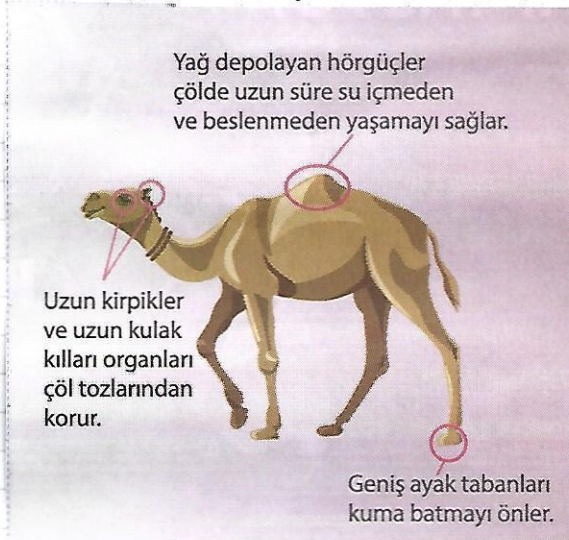 Yağ depolayan hörgüçler
çölde uzun süre su içmeden
ve beslenmeden yaşamayı sağlar.
Uzun kirpikler
ve uzun kulak
kılları organları
çöl tozlarından
korur.
Geniş ayak tabanları
kuma batmayı önler.